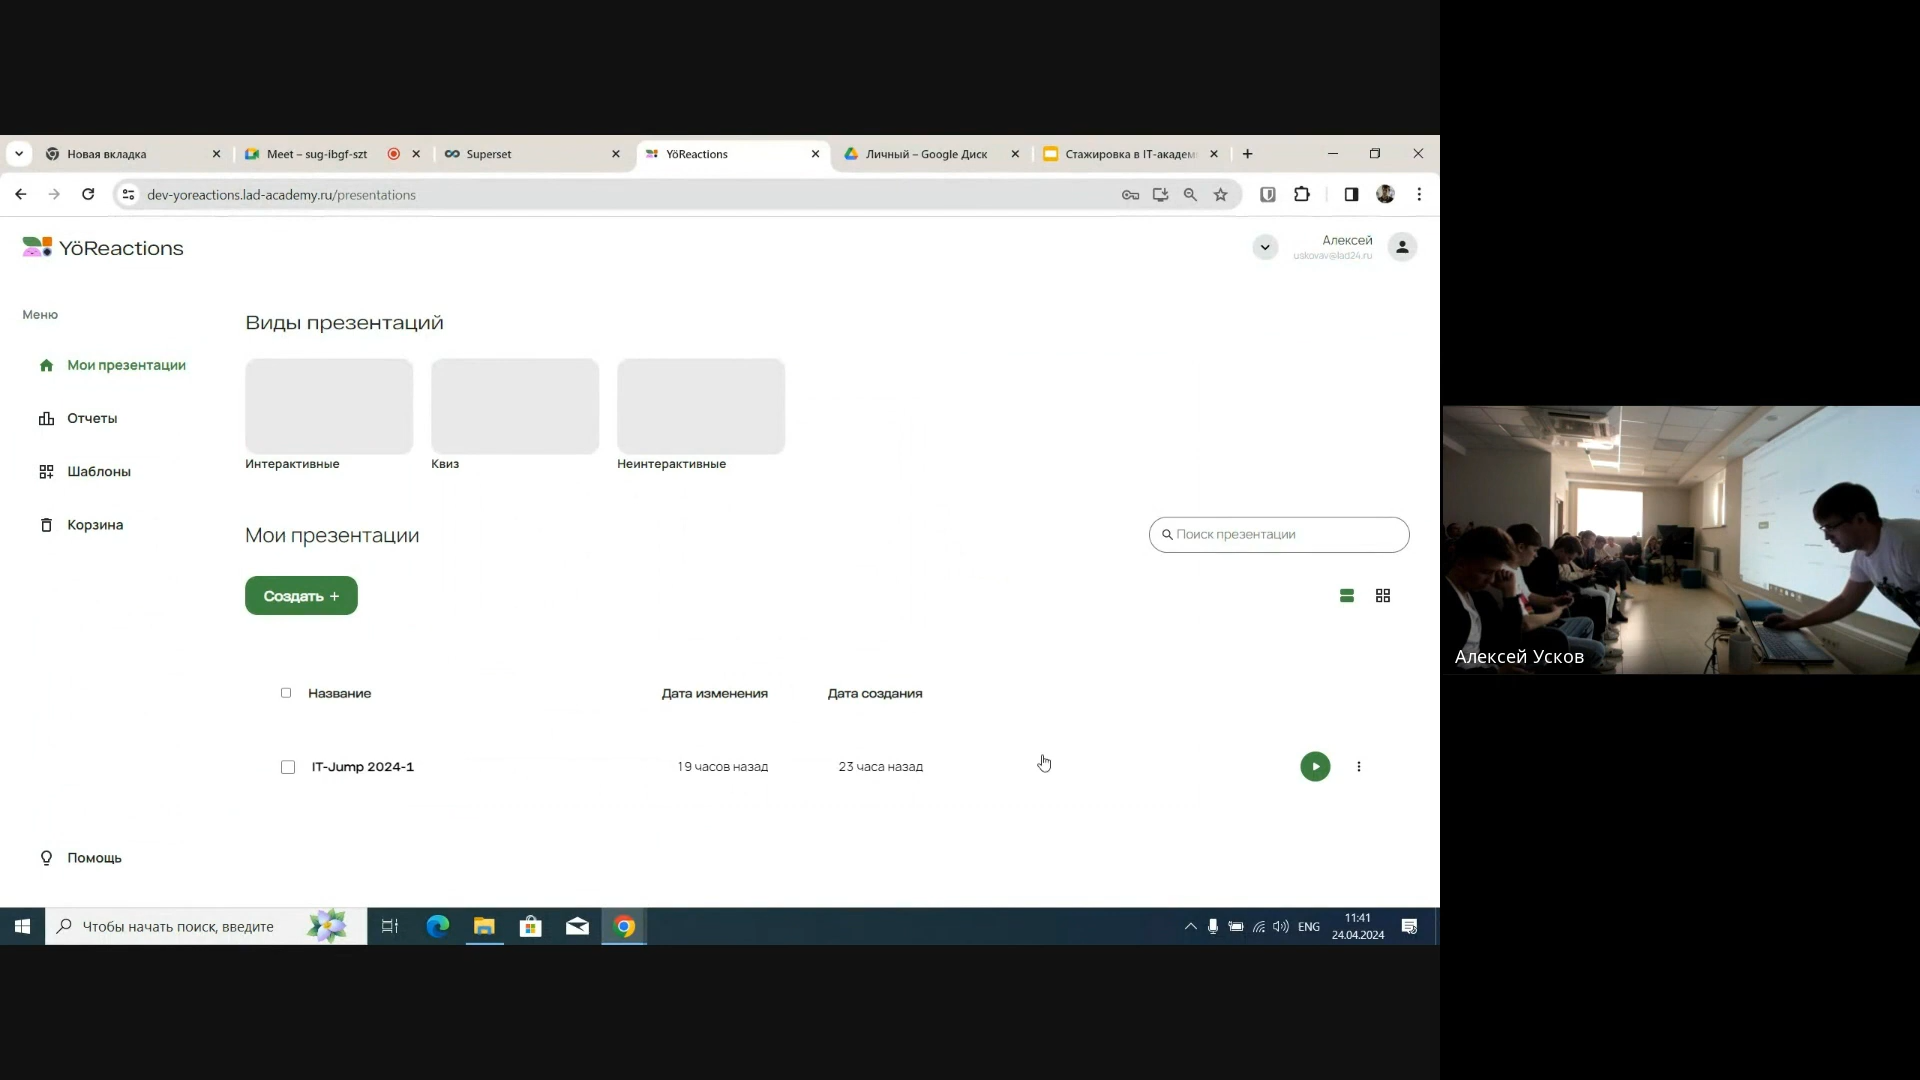 Новая вкладка
Meet – sug-ibgf-szt
Superset
YöReactions
Личный – Google Диск
Стажировка в IT-академ
dev-yoreactions.lad-academy.ru/presentations
YöReactions
Алексей
uskovav@lad24.ru
Меню
Мои презентации
Отчеты
Шаблоны
Корзина
Помощь
Виды презентаций
Интерактивные
Квиз
Неинтерактивные
Мои презентации
Поиск презентации
Создать +
Название
Дата изменения
Дата создания
IT-Jump 2024-1
19 часов назад
23 часа назад
Чтобы начать поиск, введите
ENG
11:41
24.04.2024
Алексей Усков